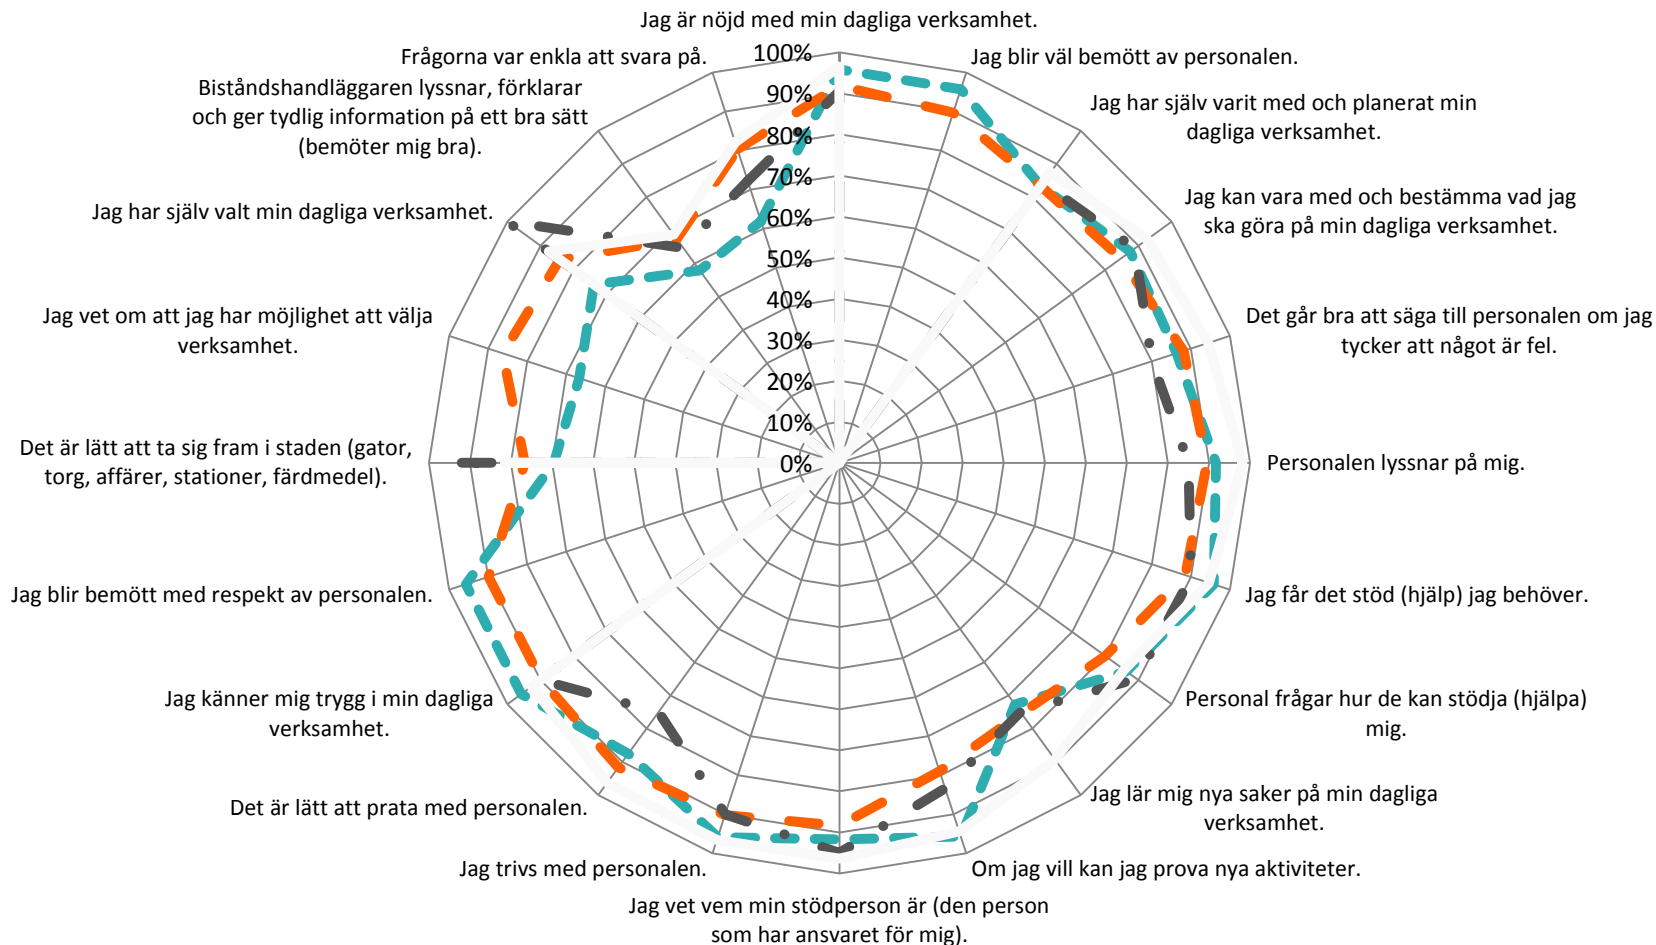 Jag är nöjd med min dagliga verksamhet.
Jag blir väl bemött av personalen.
Jag har själv varit med och planerat min
dagliga verksamhet.
Jag kan vara med och bestämma vad jag
ska göra på min dagliga verksamhet.
Det går bra att säga till personalen om jag
tycker att något är fel.
Personalen lyssnar på mig.
Jag får det stöd (hjälp) jag behöver.
Personal frågar hur de kan stödja (hjälpa)
mig.
Jag lär mig nya saker på min dagliga
verksamhet.
Om jag vill kan jag prova nya aktiviteter.
Jag vet vem min stödperson är (den person
som har ansvaret för mig).
Jag trivs med personalen.
Det är lätt att prata med personalen.
Jag känner mig trygg i min dagliga
verksamhet.
Jag blir bemött med respekt av personalen.
Det är lätt att ta sig fram i staden (gator,
torg, affärer, stationer, färdmedel).
Jag vet om att jag har möjlighet att välja
verksamhet.
Jag har själv valt min dagliga verksamhet.
Biståndshandläggaren lyssnar, förklarar
och ger tydlig information på ett bra sätt
(bemöter mig bra).
Frågorna var enkla att svara på.
100%
90%
80%
70%
60%
50%
40%
30%
20%
10%
0%